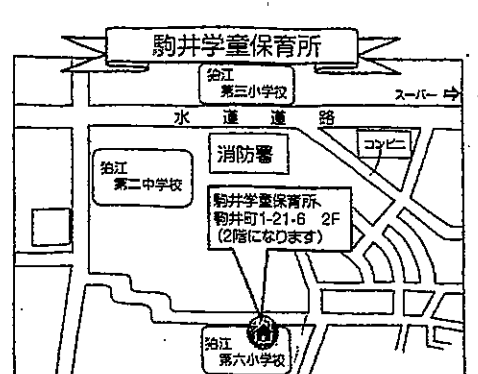 駒井学童保育所
狛江
第三小学校
スーパー
水道道路
消防署
コンビニ
狛江
第二中学校
駒井学童保育所、
駒井町1-21-6 2F
(2階になります)
狛江
第六小学校